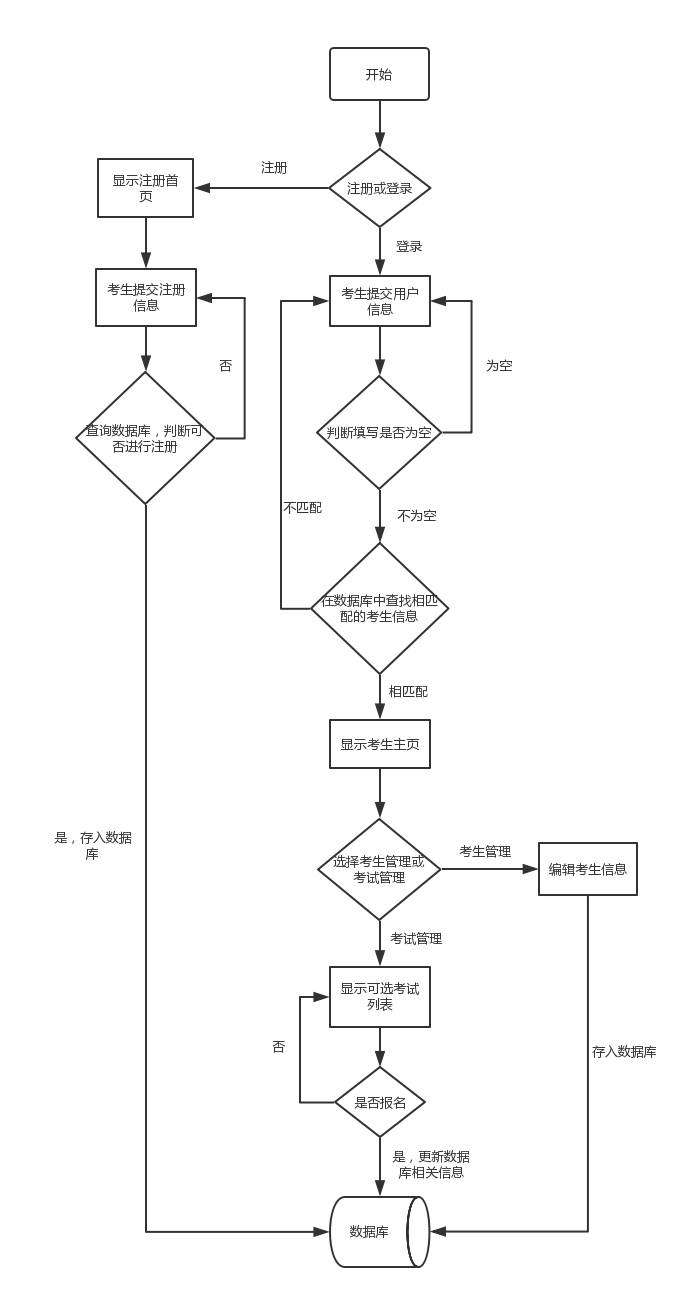 开始
注册
显示注册首
页
注册或登录
登录
考生提交注册
信息
考生提交用户
信息
否
为空
查询数据库，判断可
否进行注册
判断填写是否为空
不匹配
不为空
在数据库中查找相匹
配的考生信息
相匹配
显示考生主页
是，存入数据
库
选择考生管理或
考试管理
考生管理
编辑考生信息
考试管理
显示可选考试
列表
否
存入数据库
是否报名
是，更新数据
库相关信息
数据库